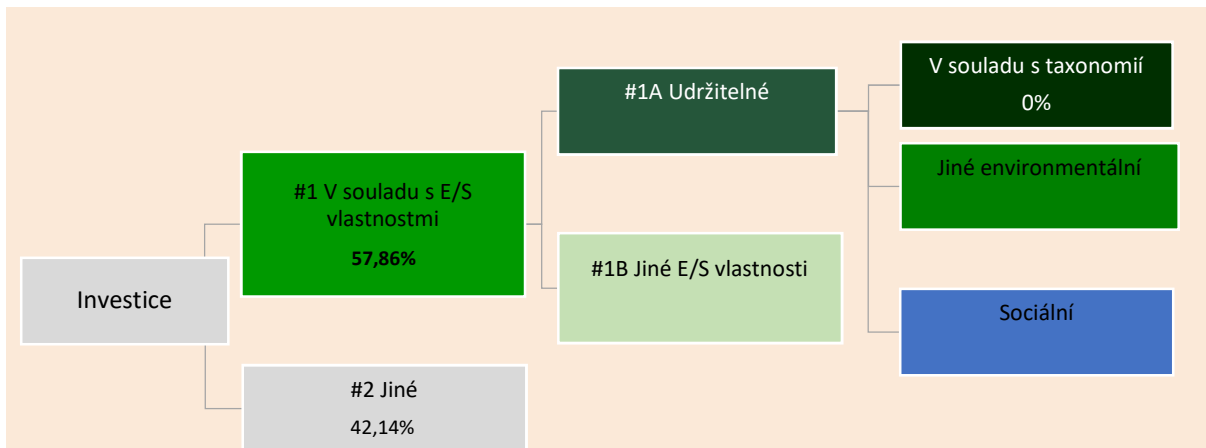 Investice
#1 V souladu s E/S
vlastnostmi
57,86%
#2 Jiné
42,14%
#1A Udržitelné
#1B Jiné E/S vlastnosti
V souladu s taxonomií
0%
Jiné environmentální
Sociální